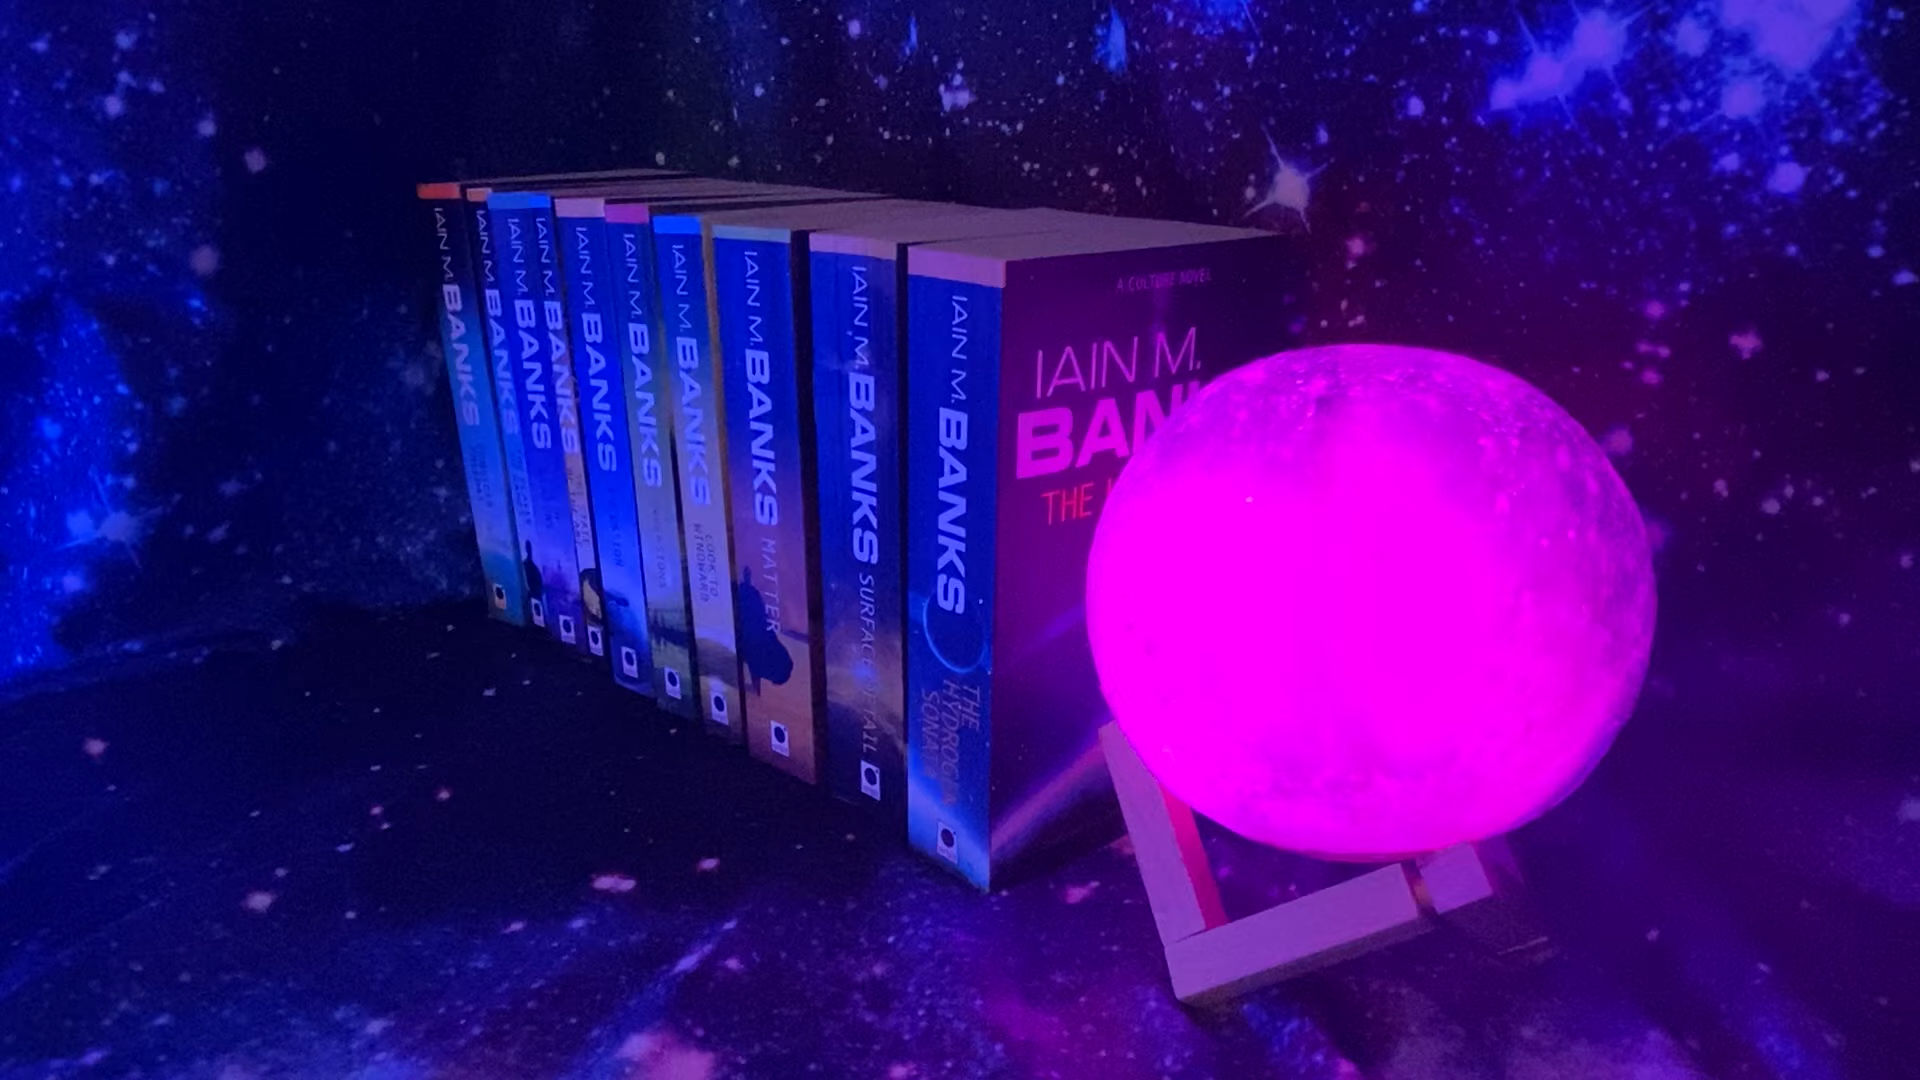 IAIN M. BANKS
IAIN M. BANKS
IAIN M. BANKS
IAIN M. BANKS
IAIN M. BANKS
IAIN M. BANKS
IAIN M. BANKS LOOK TO
WINDWARD
IAIN M. BANKS MATTER
IAIN M. BANKS SURFACE DETAIL
IAIN M. BANKS THE
HYDROGEN
SONATA
A CULTURE NOVEL
IAIN M.
BAN
THE